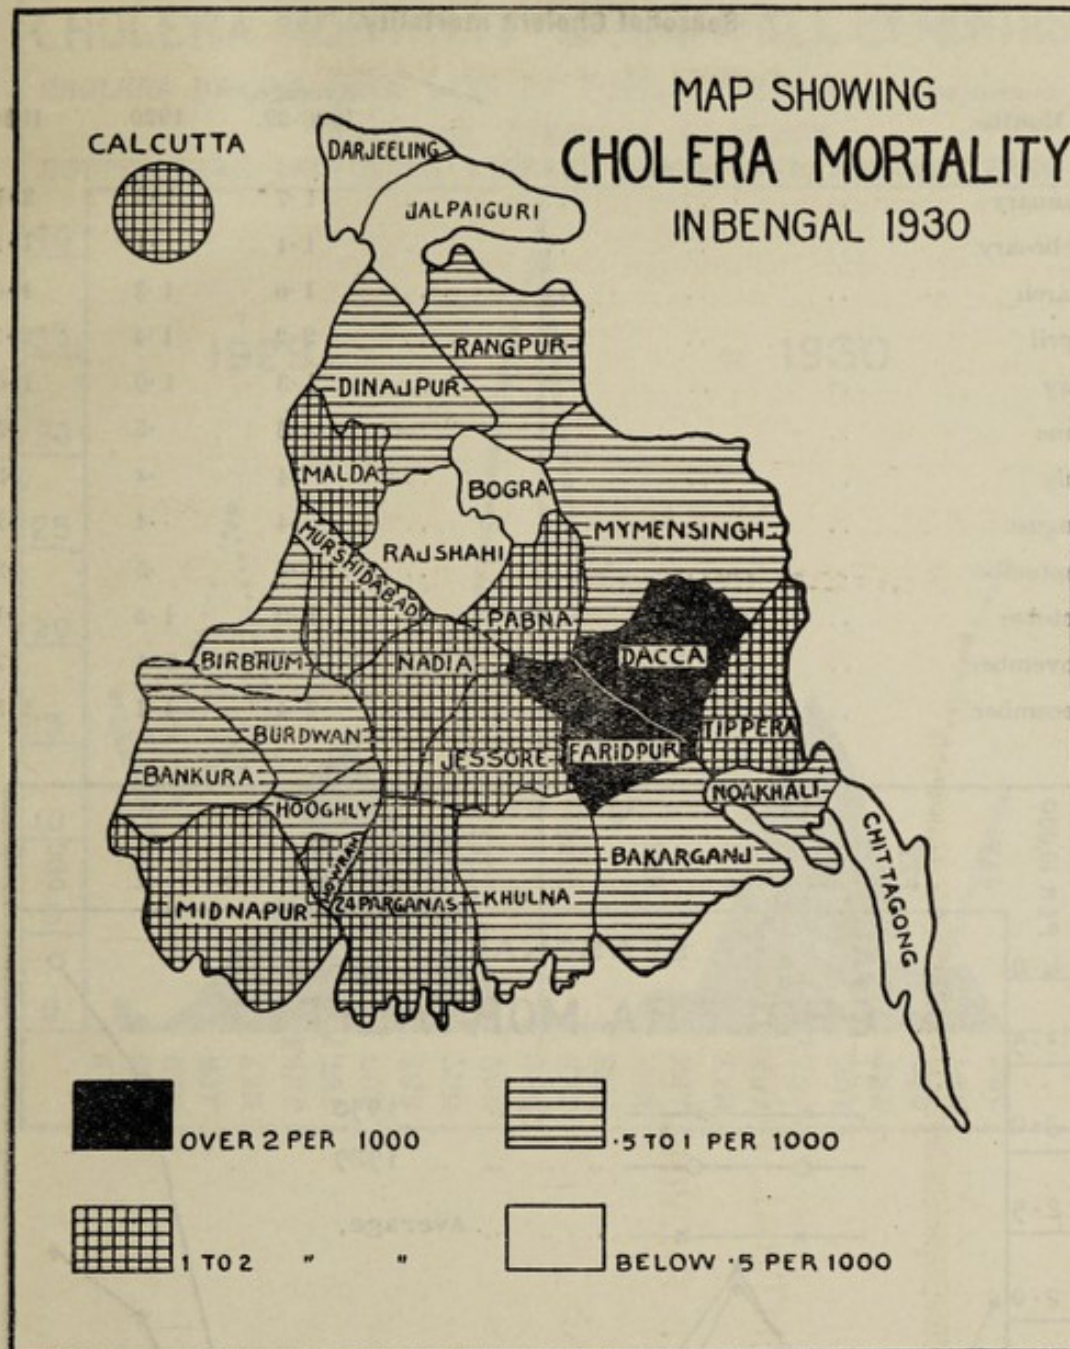 MAP SHOWING
CHOLERA MORTALITY
IN BENGAL 1930
CALCUTTA
DARJEELING
JALPAIGURI
RANGPUR
DINAJPUR
MALDA
BOGRA
RAJSHAHI
MYMENSINGH
MURSHIDABAD
PABNA
BIRBHUM
NADIA
DACCA
BURDWAN
JESSORE
FARIDPUR
TIPPERA
BANKURA
HOOGHLY
NOAKHALI
HOWRAH
BAKARGANJ
CHITTAGONG
MIDNAPUR
24 PARGANAS
KHULNA
OVER 2 PER 1000
.5 TO 1 PER 1000
1 TO 2 " "
BELOW .5 PER 1000